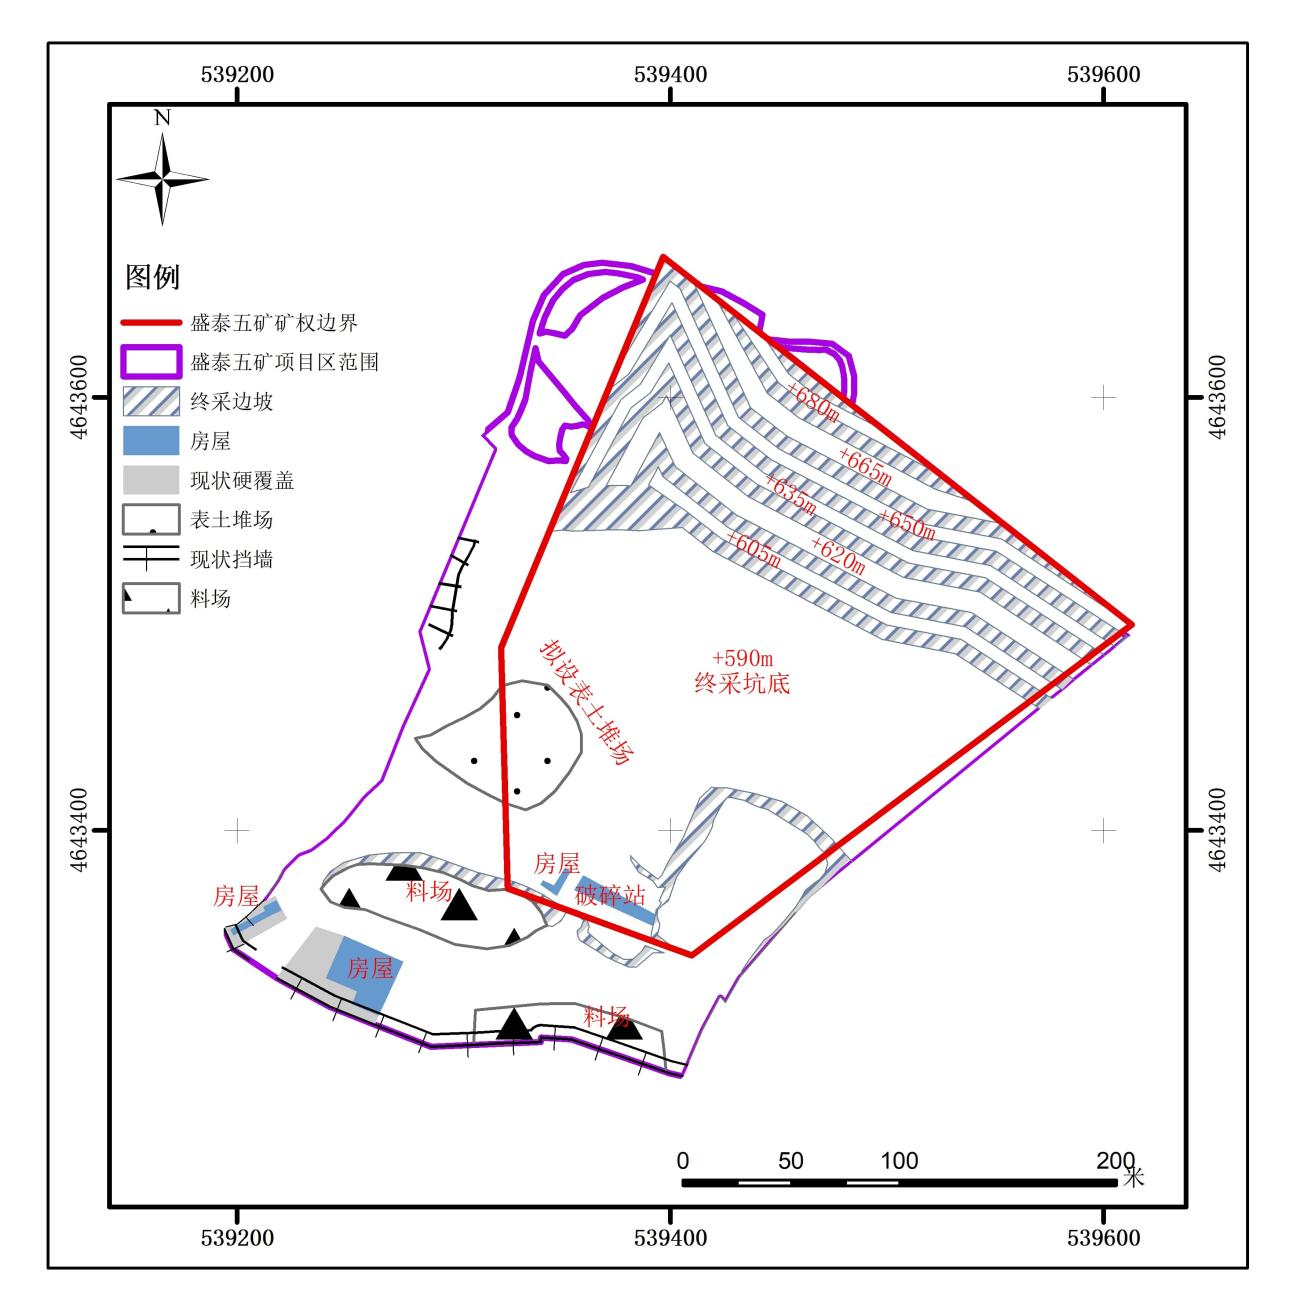 539200
539400
539600
N
图例
盛泰五矿矿权边界
盛泰五矿项目区范围
终采边坡
房屋
现状硬覆盖
表土堆场
现状挡墙
料场
4643600
4643600
+680m
+665m
+635m
+650m
+605m
+620m
+590m
终采坑底
拟设表土堆场
4643400
4643400
房屋
破碎站
料场
房屋
房屋
料场
0
50
100
200
米
539200
539400
539600